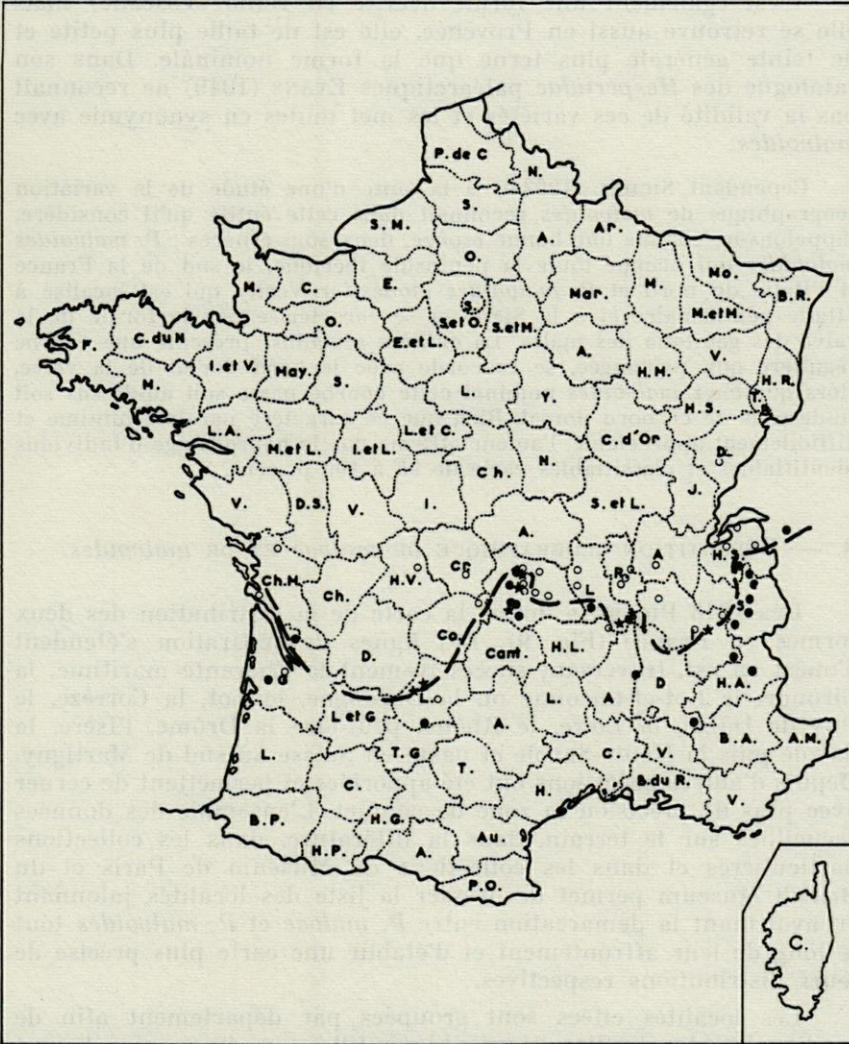 P. de C.
N.
S.
S. M.
A.
Ar.
O.
M.
C.
E.
Mar.
M.
Mo.
B.R.
S.
S.et O.
S.et M.
M.et M.
F.
C. du N
O.
E.et L.
A.
V.
M.
I. et V.
May.
S.
H.M.
H.R.
L.A.
M.et L.
I.et L.
L.et C.
H.S.
T.
B.
C. d'Or
D.
V.
D.S.
V.
I.
Ch.
S. et L.
J.
A.
Ch.M.
Ch.
H.V.
Cr.
L.
R.
A.
H.S.
S.
Co.
Cant.
H.L.
D.
D
H.A.
L et G.
A.
L.
L.
T.G.
T.
C.
V.
B.A.
A.M.
G.
H.
B.du R.
V.
B.P.
H.G.
H.P.
A.
Au.
P.O.
C.